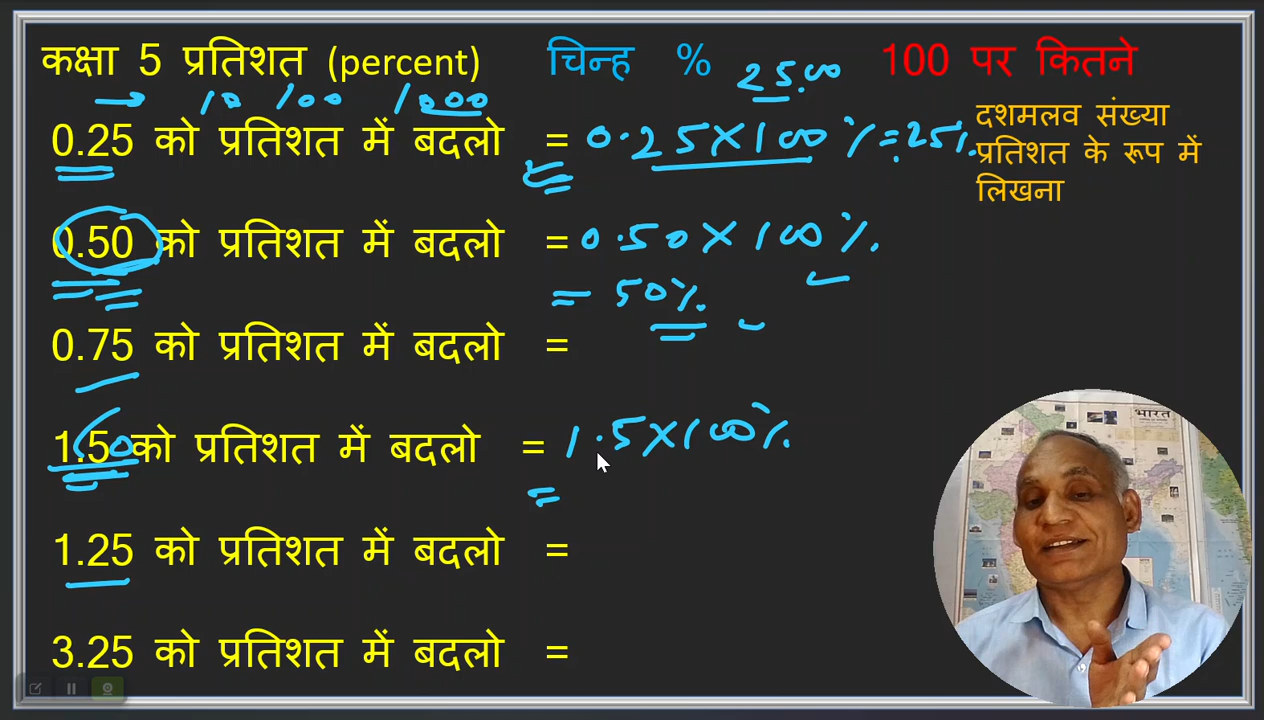 कक्षा 5 प्रतिशत (percent) चिन्ह % 100 पर कितने
→ 10 100 1000 25.00
0.25 को प्रतिशत में बदलो = 0.25×100% = 25%.
दशमलव संख्या
प्रतिशत के रूप में
लिखना
0.50 को प्रतिशत में बदलो = 0.50×100%.
= 50%.
0.75 को प्रतिशत में बदलो =
1.50 को प्रतिशत में बदलो = 1.5×100%.
=
1.25 को प्रतिशत में बदलो =
3.25 को प्रतिशत में बदलो =
भारत